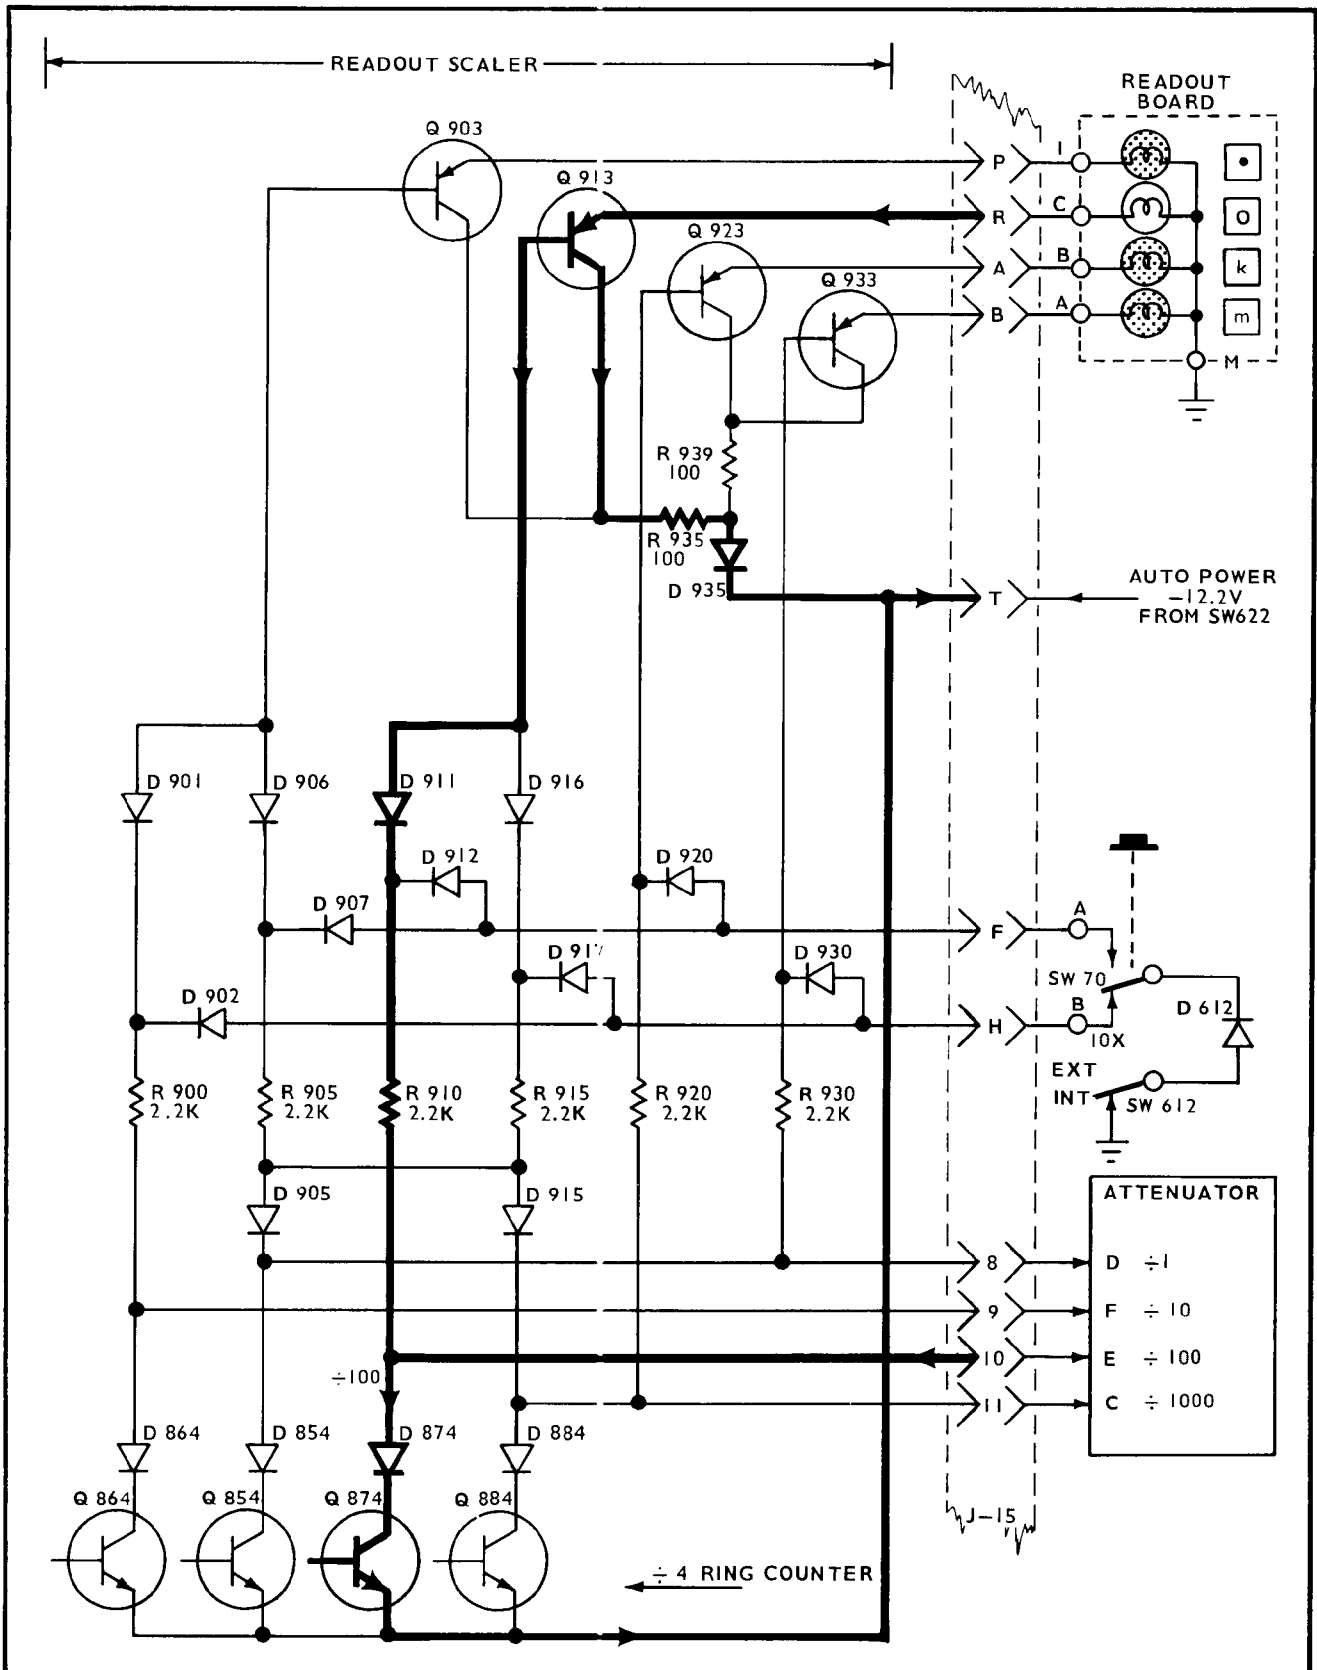 READOUT SCALER
READOUT
BOARD
Q 903
P
I
Q 913
R
C
O
Q 923
A
B
k
Q 933
B
A
m
M
R 939
100
R 935
100
D 935
T
AUTO POWER
-12.2V
FROM SW622
D 901
D 906
D 911
D 916
D 912
D 920
D 907
F
A
D 917
D 930
SW 70
D 902
H
B
10X
D 612
EXT
INT
SW 612
R 900
2.2K
R 905
2.2K
R 910
2.2K
R 915
2.2K
R 920
2.2K
R 930
2.2K
D 905
D 915
ATTENUATOR
8
D ÷1
9
F ÷10
10
E ÷100
÷100
11
C ÷1000
D 864
D 854
D 874
D 884
Q 864
Q 854
Q 874
Q 884
J-15
÷ 4 RING COUNTER